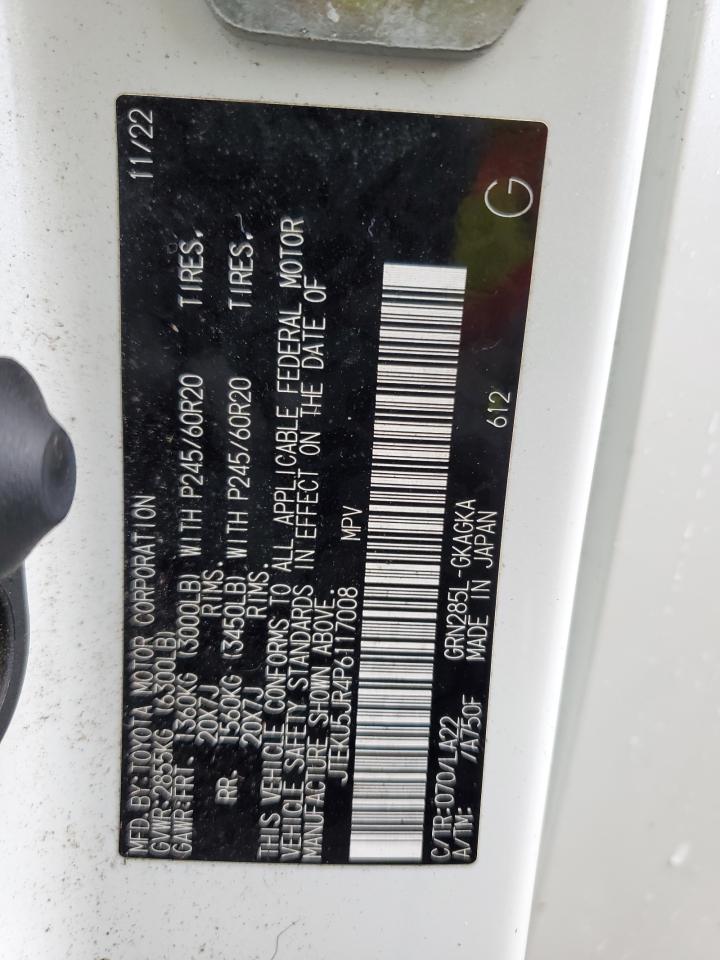 MFD.BY:TOYOTA MOTOR CORPORATION 11/22
GVWR:2855KG (6300LB)
GAWR:FRT. 1360KG (3000LB) WITH P245/60R20 TIRES,
20X7J RIMS.
RR. 1560KG (3450LB) WITH P245/60R20 TIRES,
20X7J RIMS.
THIS VEHICLE CONFORMS TO ALL APPLICABLE FEDERAL MOTOR
VEHICLE SAFETY STANDARDS IN EFFECT ON THE DATE OF
MANUFACTURE SHOWN ABOVE.
JTEKU5JR4P6117008 MPV
C/TR:070/LA22 GRN285L-GKAGKA 612 G
A/TM: /A750F MADE IN JAPAN